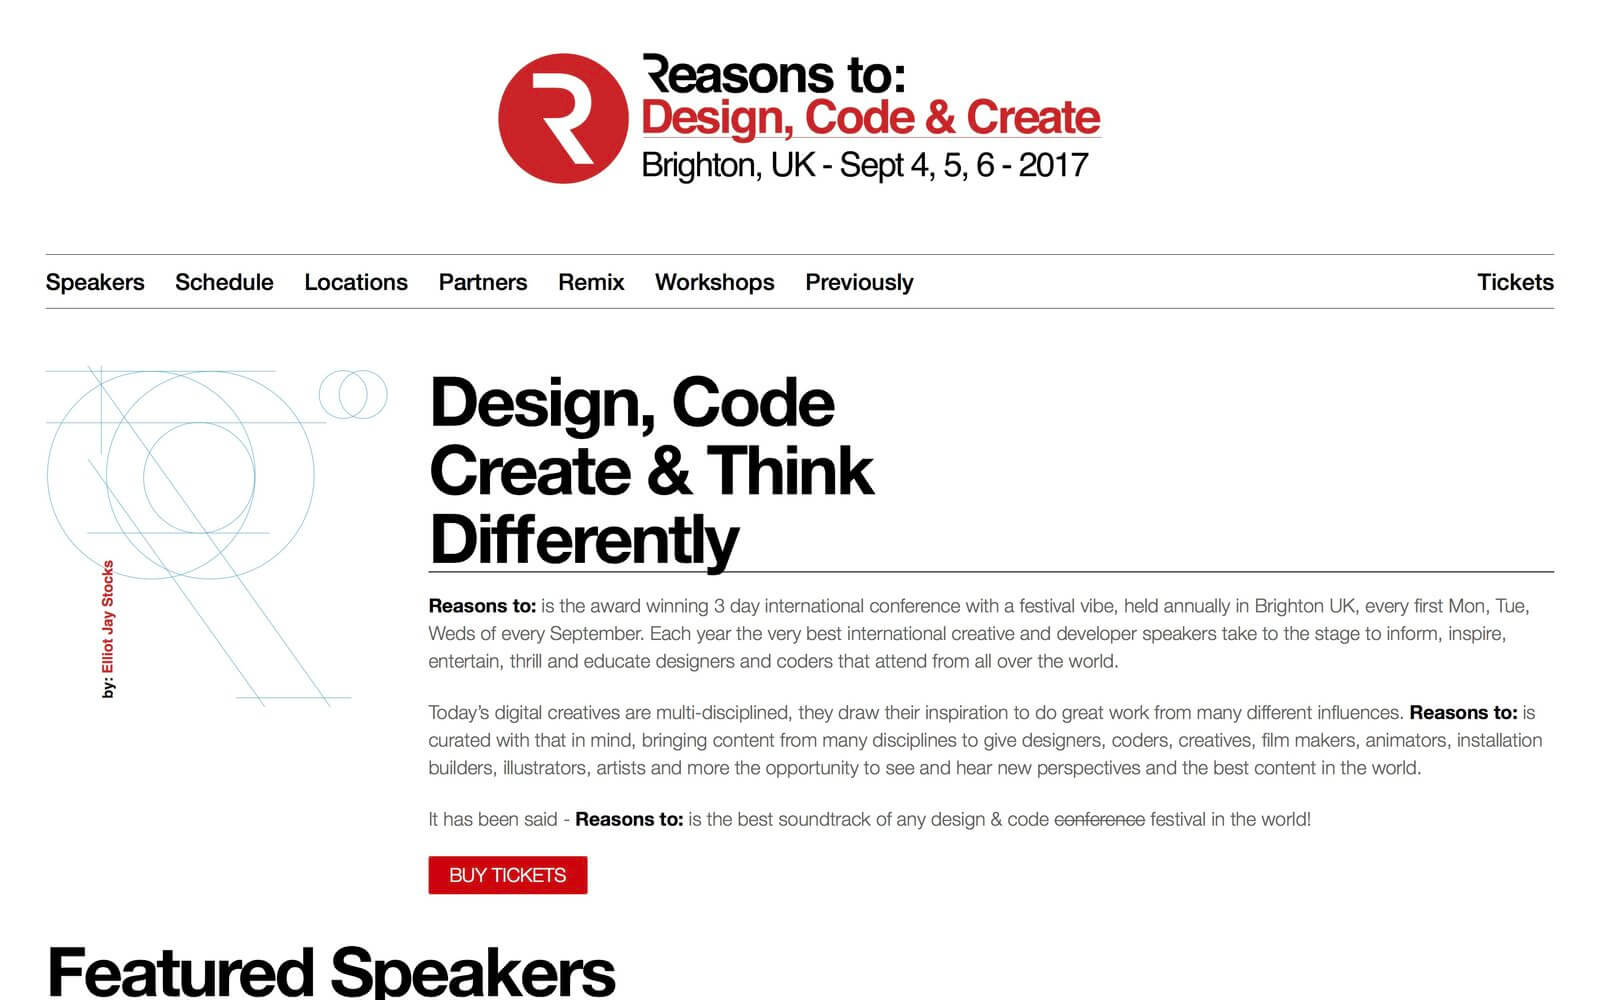 Reasons to:
Design, Code & Create
Brighton, UK - Sept 4, 5, 6 - 2017
Speakers Schedule Locations Partners Remix Workshops Previously Tickets
by: Elliot Jay Stocks
Design, Code
Create & Think
Differently
Reasons to: is the award winning 3 day international conference with a festival vibe, held annually in Brighton UK, every first Mon, Tue,
Weds of every September. Each year the very best international creative and developer speakers take to the stage to inform, inspire,
entertain, thrill and educate designers and coders that attend from all over the world.
Today’s digital creatives are multi-disciplined, they draw their inspiration to do great work from many different influences. Reasons to: is
curated with that in mind, bringing content from many disciplines to give designers, coders, creatives, film makers, animators, installation
builders, illustrators, artists and more the opportunity to see and hear new perspectives and the best content in the world.
It has been said - Reasons to: is the best soundtrack of any design & code conference festival in the world!
BUY TICKETS
Featured Speakers